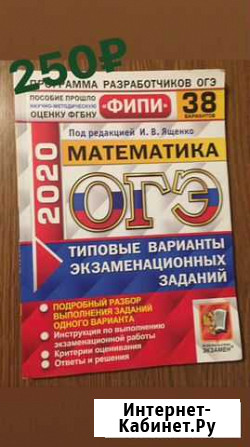 250₽
ПРОГРАММА РАЗРАБОТЧИКОВ ОГЭ
ПОСОБИЕ ПРОШЛО
НАУЧНО-МЕТОДИЧЕСКУЮ
ОЦЕНКУ ФГБНУ
«ФИПИ»
38
ВАРИАНТОВ
Под редакцией И. В. Ященко
2020
МАТЕМАТИКА
ОГЭ
ТИПОВЫЕ ВАРИАНТЫ
ЭКЗАМЕНАЦИОННЫХ
ЗАДАНИЙ
ПОДРОБНЫЙ РАЗБОР
ВЫПОЛНЕНИЯ ЗАДАНИЙ
ОДНОГО ВАРИАНТА
Инструкция по выполнению
экзаменационной работы
Критерии оценивания
Ответы и решения
ЭКЗАМЕН
Интернет-
Кабинет.Ру